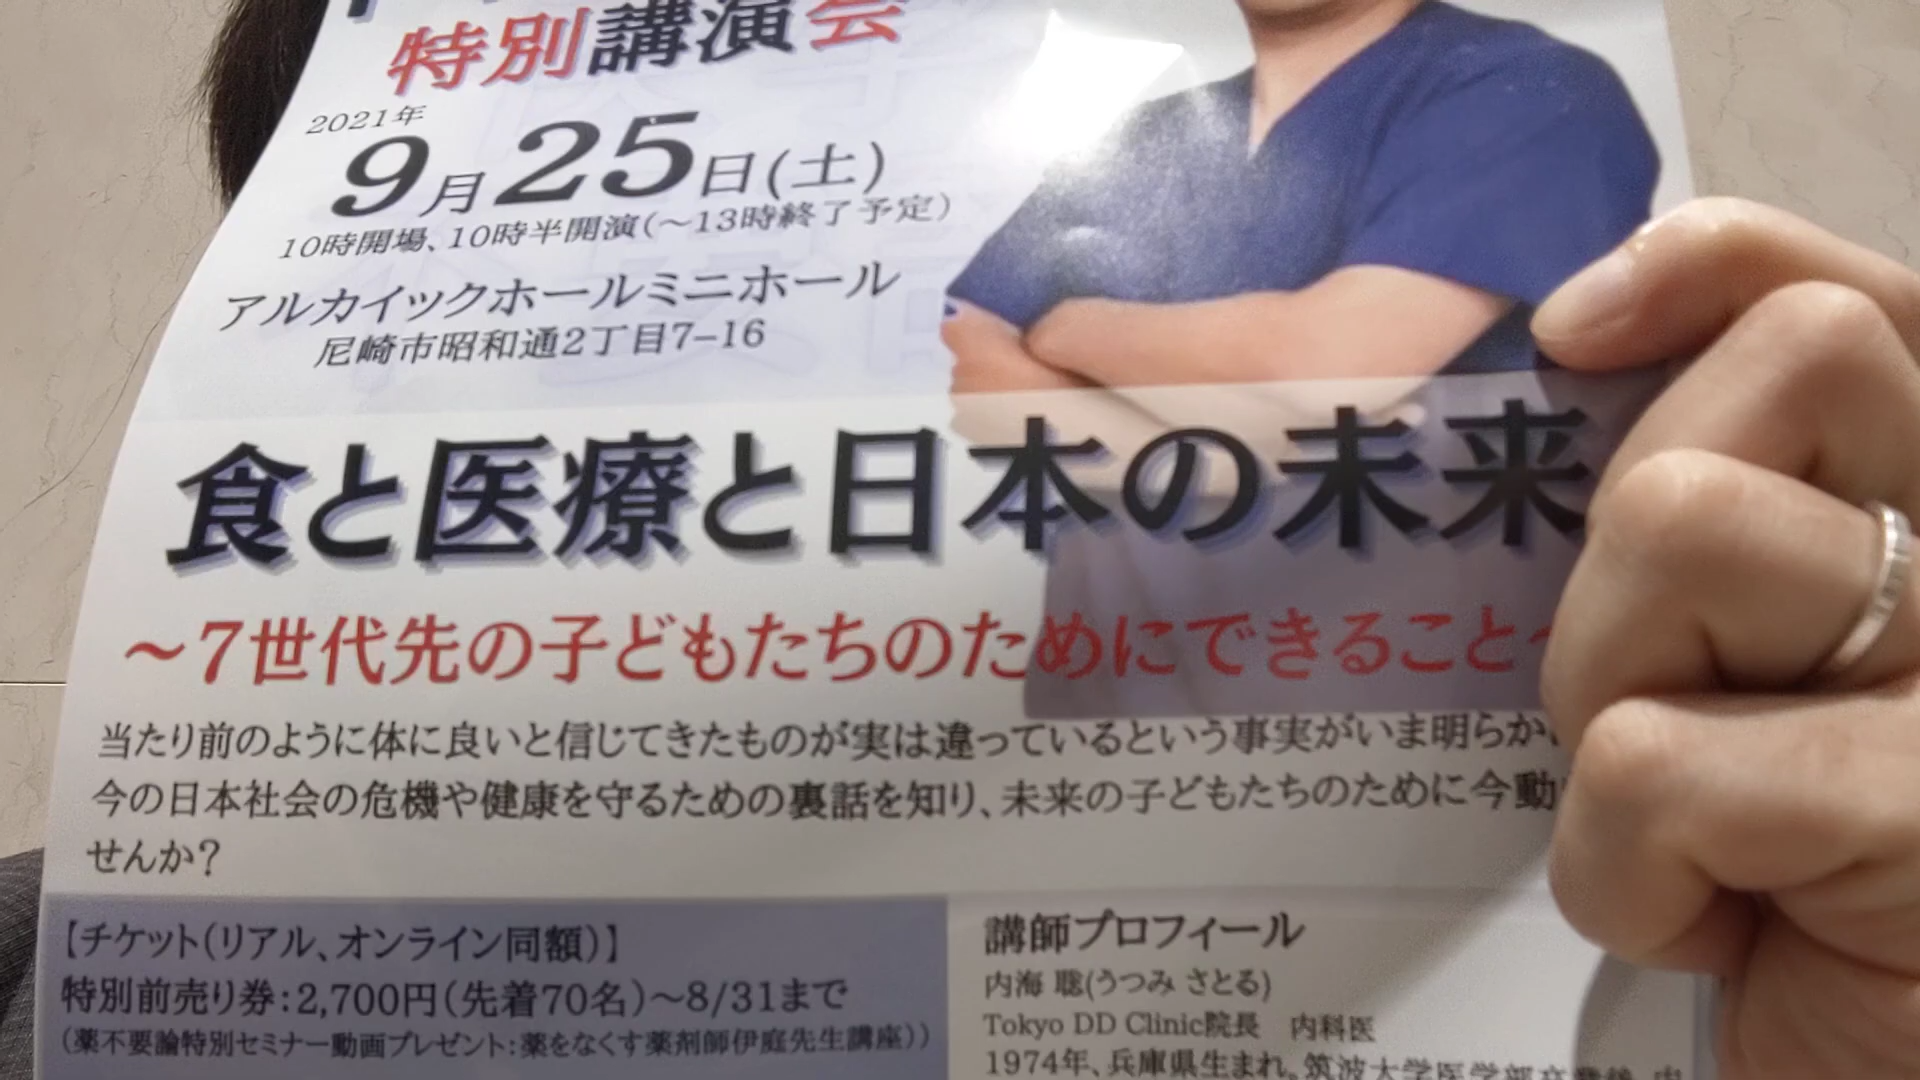 特別講演会
2021年
9月25日(土)
10時開場、10時半開演(～13時終了予定)
アルカイックホールミニホール
尼崎市昭和通2丁目7−16
食と医療と日本の未来
～7世代先の子どもたちのためにできること～
当たり前のように体に良いと信じてきたものが実は違っているという事実がいま明らか
今の日本社会の危機や健康を守るための裏話を知り、未来の子どもたちのために今動
せんか？
【チケット(リアル、オンライン同額)】
特別前売り券：2,700円(先着70名)～8/31まで
(薬不要論特別セミナー動画プレゼント：薬をなくす薬剤師伊庭先生講座))
講師プロフィール
内海 聡(うつみ さとる)
Tokyo DD Clinic院長　内科医
1974年、兵庫県生まれ。筑波大学医学部卒業後、